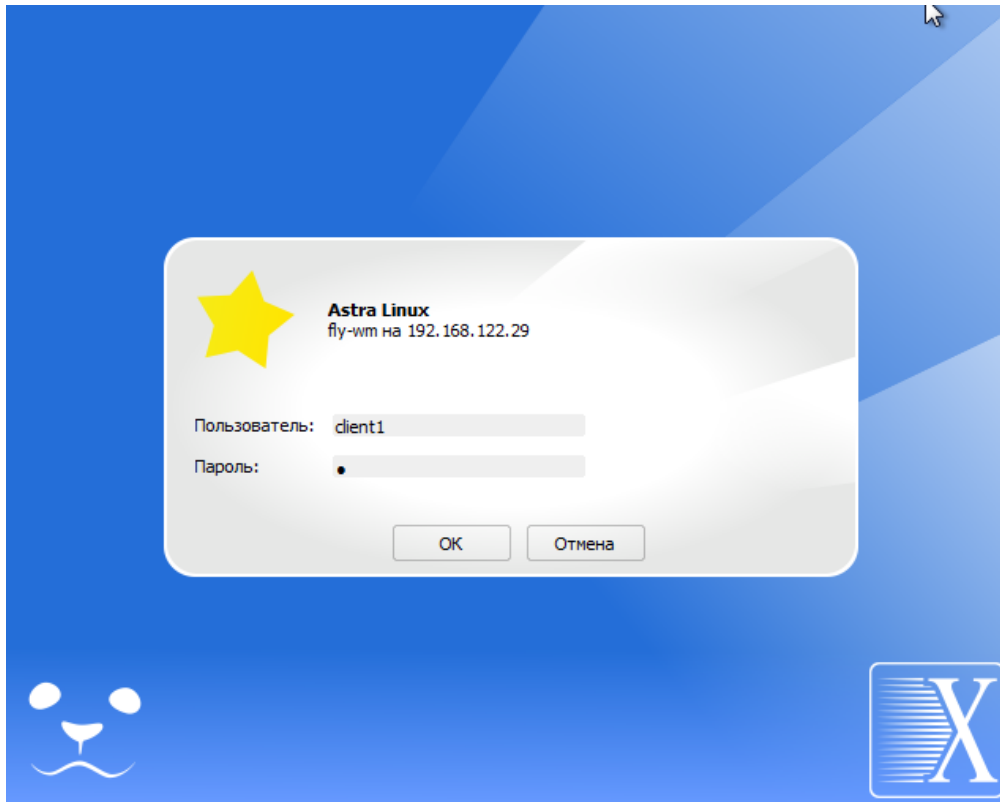 Astra Linux
fly-wm на 192.168.122.29
Пользователь: client1
Пароль: ●
OK Отмена
X